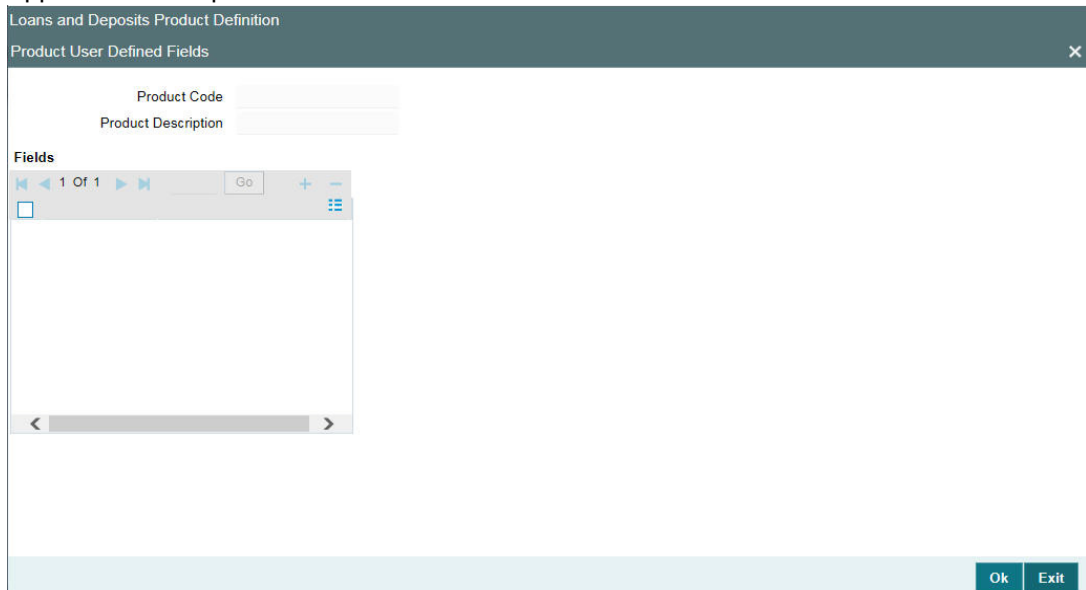 Loans and Deposits Product Definition
Product User Defined Fields
Product Code
Product Description
Fields
1 Of 1 Go
Ok Exit